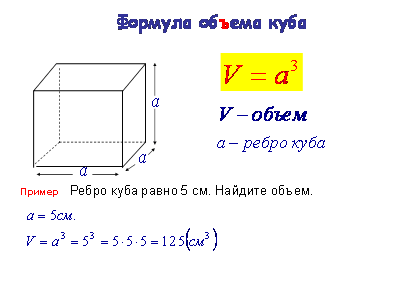 Формула объема куба
V = a³
V – объем
a – ребро куба
a
a
a
Пример Ребро куба равно 5 см. Найдите объем.
a = 5см.
V = a³ = 5³ = 5·5·5 = 125(см³)